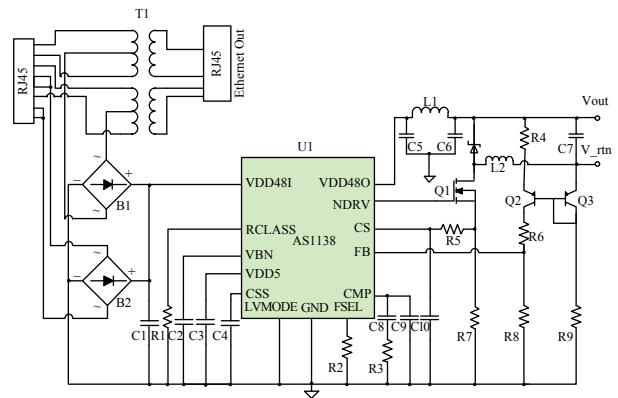 T1
RJ45
RJ45
Ethernet Out
~
−
+
~
B1
~
−
+
~
B2
U1
VDD48I
VDD48O
NDRV
RCLASS
CS
AS1138
VBN
FB
VDD5
CSS
CMP
LVMODE
GND
FSEL
L1
C5
C6
Vout
R4
C7
L2
V_rtn
Q1
Q2
Q3
R5
R6
C1
R1
C2
C3
C4
R2
C8
C9
C10
R3
R7
R8
R9